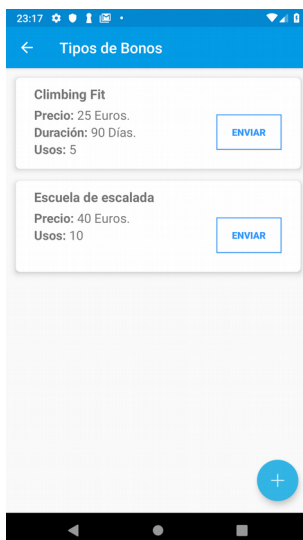 23:17
Tipos de Bonos
Climbing Fit
Precio: 25 Euros.
Duración: 90 Días.
Usos: 5
ENVIAR
Escuela de escalada
Precio: 40 Euros.
Usos: 10
ENVIAR